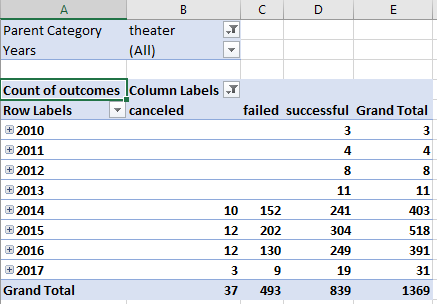 A B C D E
Parent Category theater
Years (All)
Count of outcomes Column Labels
Row Labels canceled failed successful Grand Total
2010 3 3
2011 4 4
2012 8 8
2013 11 11
2014 10 152 241 403
2015 12 202 304 518
2016 12 130 249 391
2017 3 9 19 31
Grand Total 37 493 839 1369